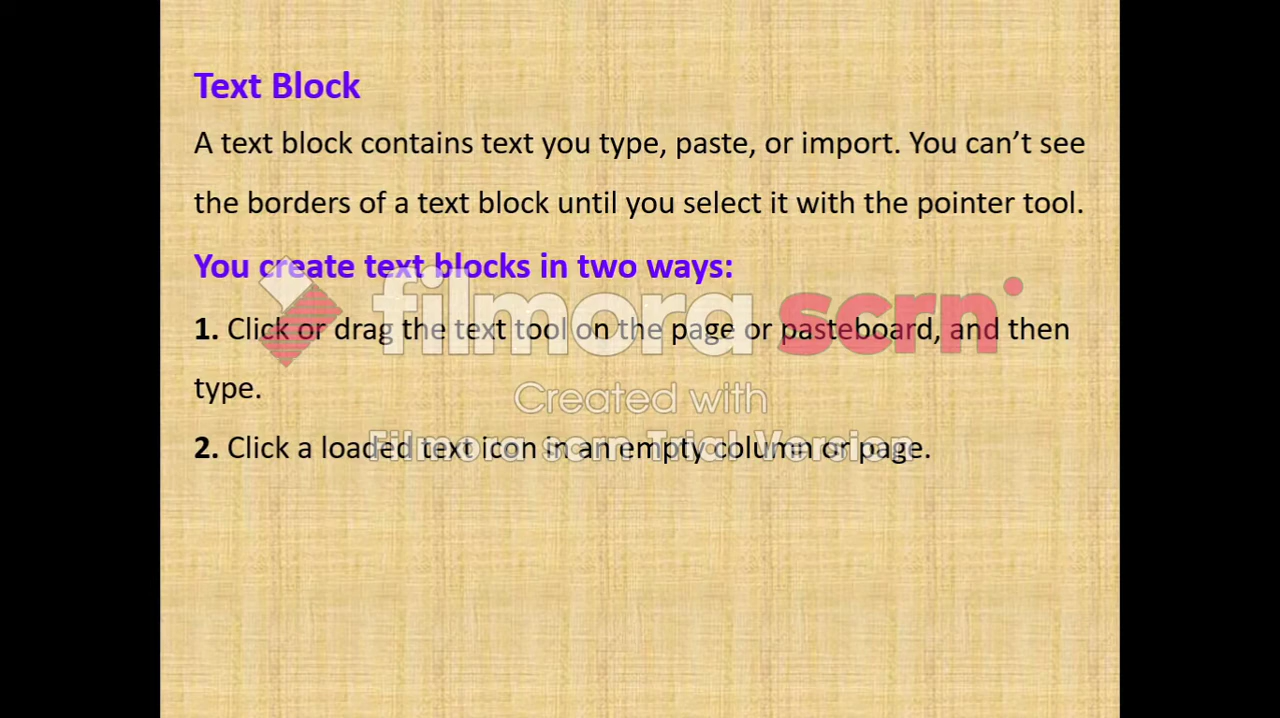 Text Block
A text block contains text you type, paste, or import. You can’t see
the borders of a text block until you select it with the pointer tool.
You create text blocks in two ways:
filmora scrn
1. Click or drag the text tool on the page or pasteboard, and then
type.
Created with
2. Click a loaded text icon in an empty column or page.
Filmora scrn Trial Version